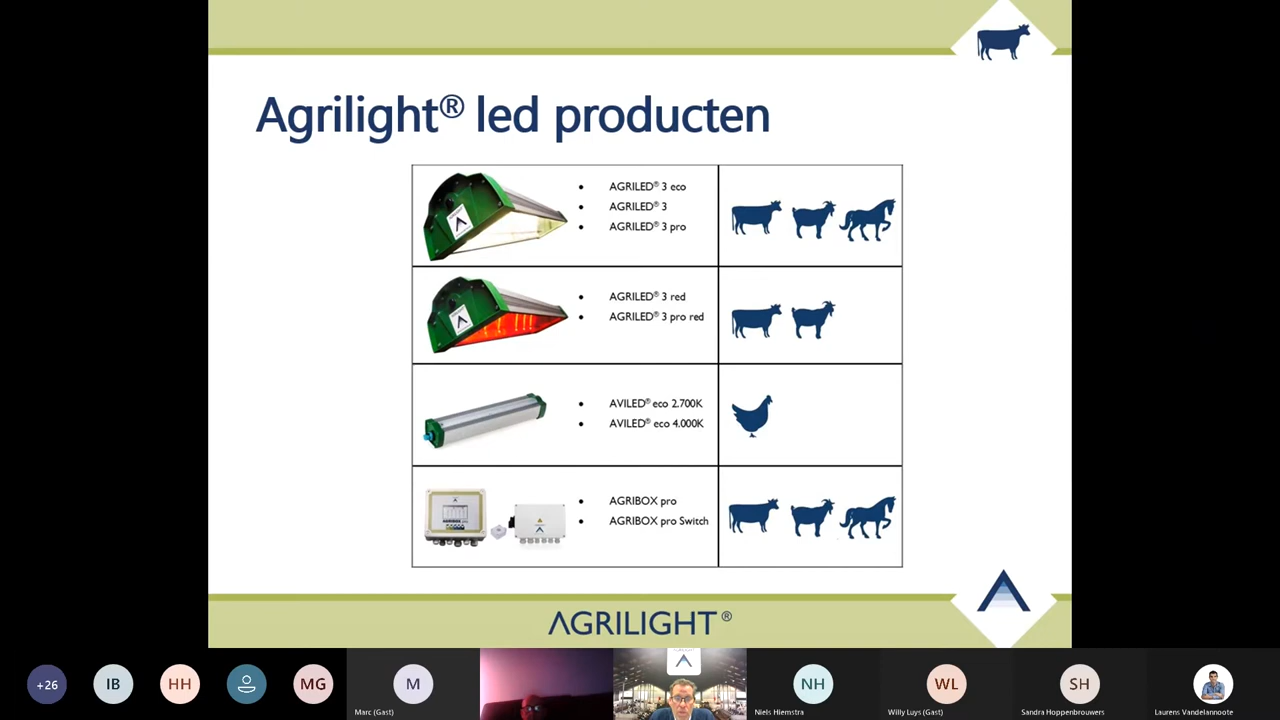 Agrilight® led producten
• AGRILED® 3 eco
• AGRILED® 3
• AGRILED® 3 pro
• AGRILED® 3 red
• AGRILED® 3 pro red
• AVILED® eco 2.700K
• AVILED® eco 4.000K
• AGRIBOX pro
• AGRIBOX pro Switch
AGRILIGHT®
+26
IB
HH
MG
M
Marc (Gast)
NH
Niels Hiemstra
WL
Willy Luys (Gast)
SH
Sandra Hoppenbrouwers
Laurens Vandelannoote